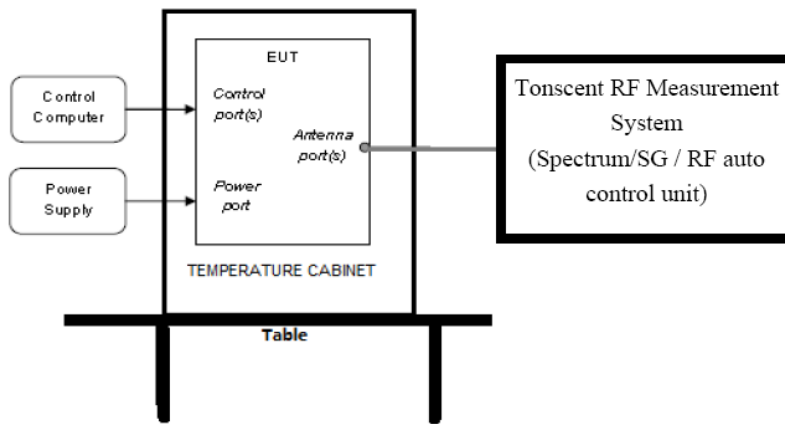 EUT
Control
Computer
Control
port(s)
Antenna
port(s)
Power
Supply
Power
port
TEMPERATURE CABINET
Table
Tonscent RF Measurement
System
(Spectrum/SG / RF auto
control unit)